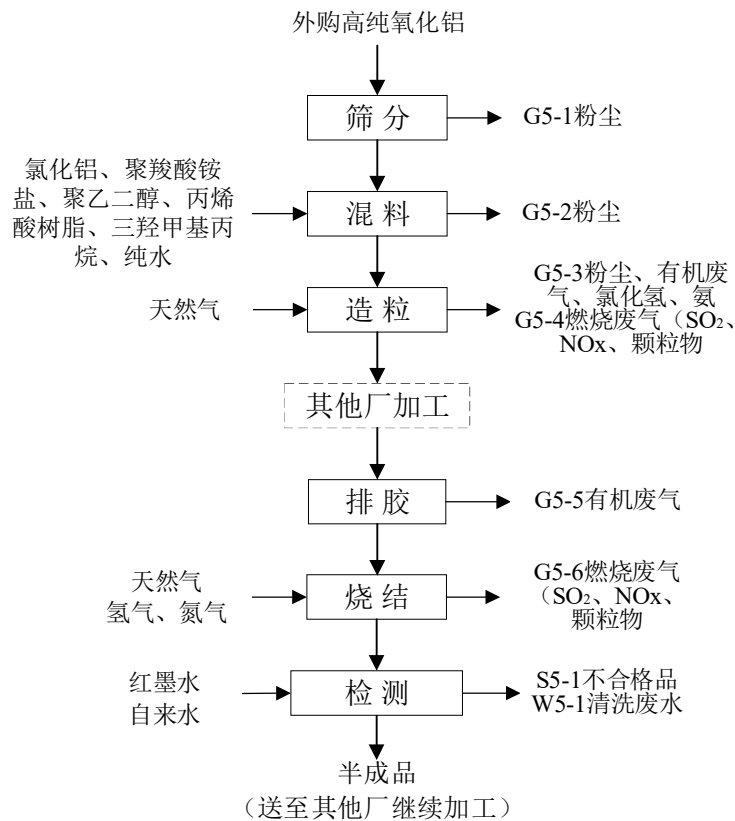 外购高纯氧化铝
筛分
G5-1粉尘
氯化铝、聚羧酸铵
盐、聚乙二醇、丙烯
酸树脂、三羟甲基丙
烷、纯水
混料
G5-2粉尘
天然气
造粒
G5-3粉尘、有机废
气、氯化氢、氨
G5-4燃烧废气（SO₂、
NOx、颗粒物
其他厂加工
排胶
G5-5有机废气
天然气
氢气、氮气
烧结
G5-6燃烧废气
（SO₂、NOx、
颗粒物
红墨水
自来水
检测
S5-1不合格品
W5-1清洗废水
半成品
（送至其他厂继续加工）